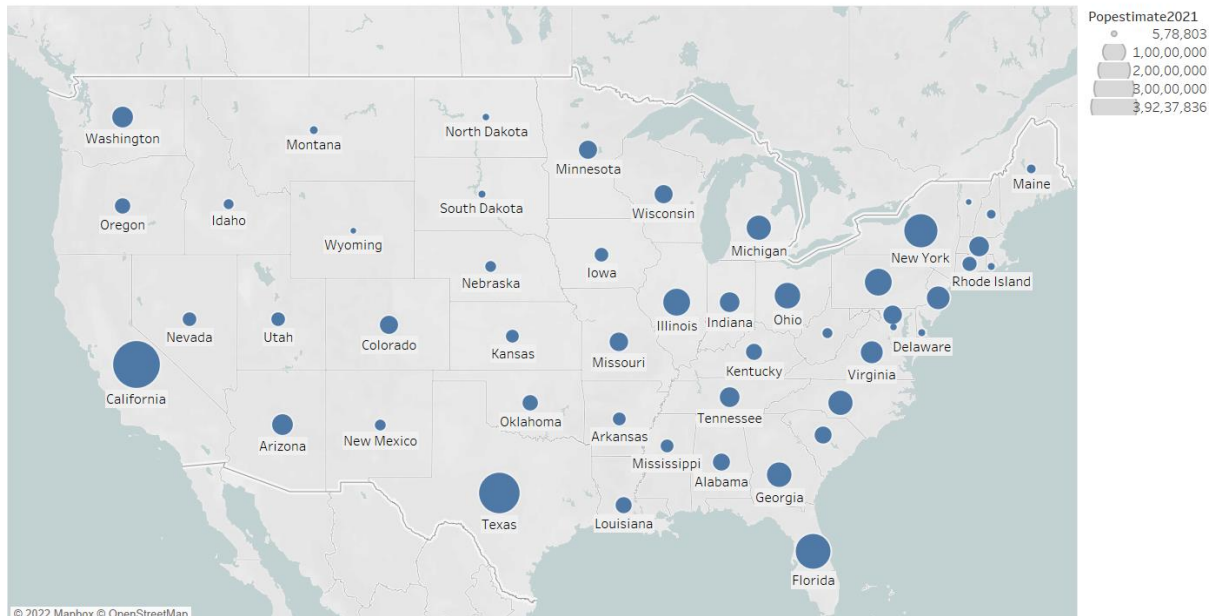 Popestimate2021
5,78,803
1,00,00,000
2,00,00,000
3,00,00,000
3,92,37,836
Washington
Montana
North Dakota
Minnesota
Maine
Oregon
Idaho
South Dakota
Wisconsin
Wyoming
Michigan
New York
Iowa
Nebraska
Rhode Island
Nevada
Utah
Colorado
Kansas
Illinois
Indiana
Ohio
Missouri
Delaware
Kentucky
Virginia
California
Oklahoma
Tennessee
Arizona
New Mexico
Arkansas
Mississippi
Alabama
Georgia
Texas
Louisiana
Florida
© 2022 Mapbox © OpenStreetMap